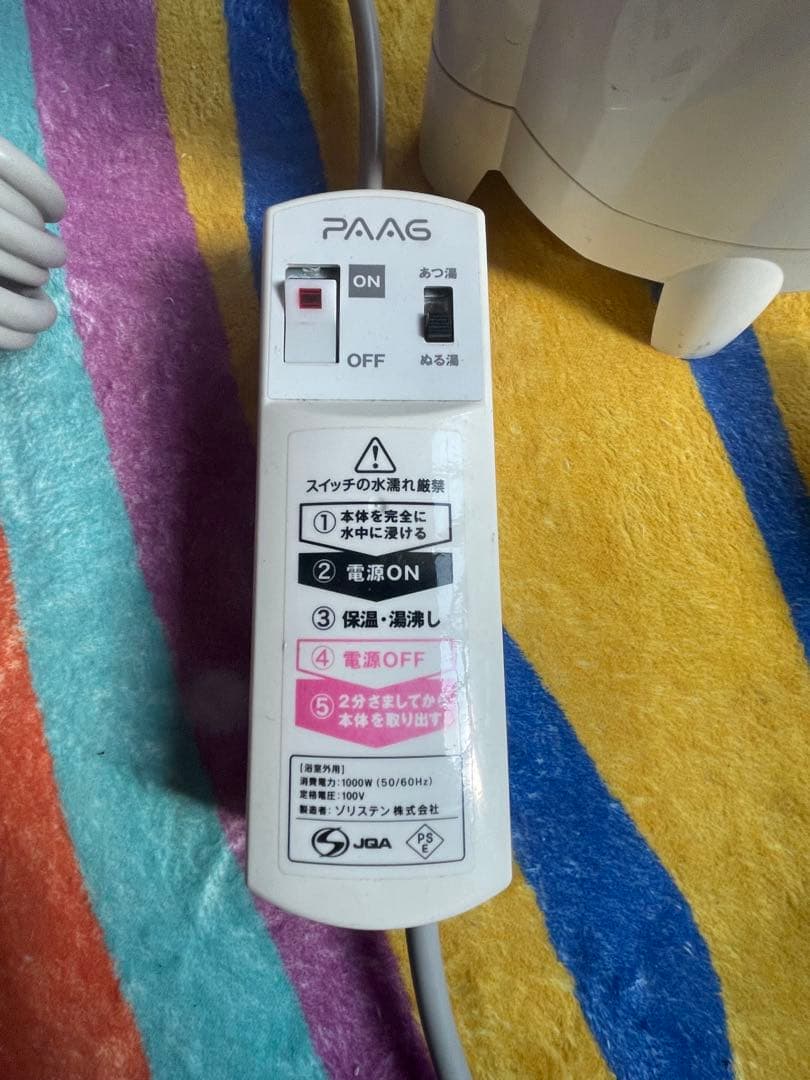 PAAG
ON
あつ湯
OFF
ぬる湯
スイッチの水濡れ厳禁
① 本体を完全に
水中に浸ける
② 電源ON
③ 保温・湯沸し
④ 電源OFF
⑤ 2分さましてから
本体を取り出す
[浴室外用]
消費電力:1000W(50/60Hz)
定格電圧:100V
製造者:ゾリステン株式会社
JQA
PS
E